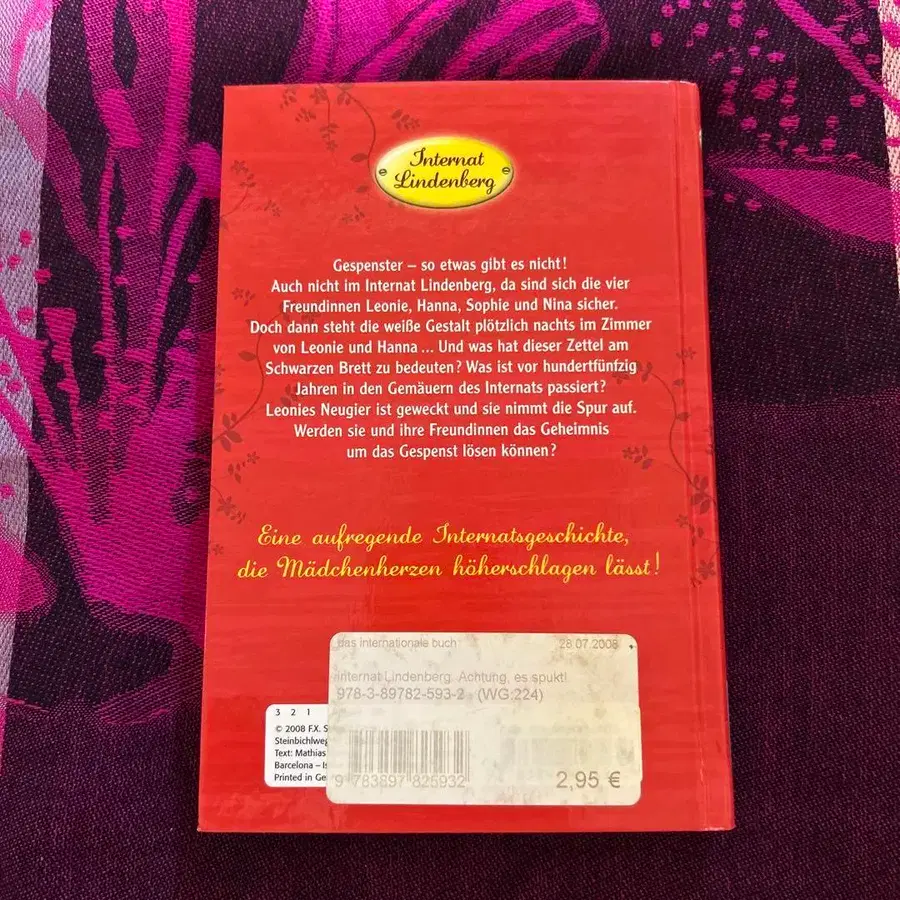 Internat
Lindenberg
Gespenster – so etwas gibt es nicht!
Auch nicht im Internat Lindenberg, da sind sich die vier
Freundinnen Leonie, Hanna, Sophie und Nina sicher.
Doch dann steht die weiße Gestalt plötzlich nachts im Zimmer
von Leonie und Hanna ... Und was hat dieser Zettel am
Schwarzen Brett zu bedeuten? Was ist vor hundertfünfzig
Jahren in den Gemäuern des Internats passiert?
Leonies Neugier ist geweckt und sie nimmt die Spur auf.
Werden sie und ihre Freundinnen das Geheimnis
um das Gespenst lösen können?
Eine aufregende Internatsgeschichte,
die Mädchenherzen höherschlagen lässt!
das internationale buch 28.07.2008
Internat Lindenberg. Achtung, es spukt!
978-3-89782-593-2 (WG:224)
3 2 1
© 2008 F.X. S
Steinbichlweg
Text: Mathias
Barcelona – Is
Printed in Ge
9 783897 825932
2,95 €